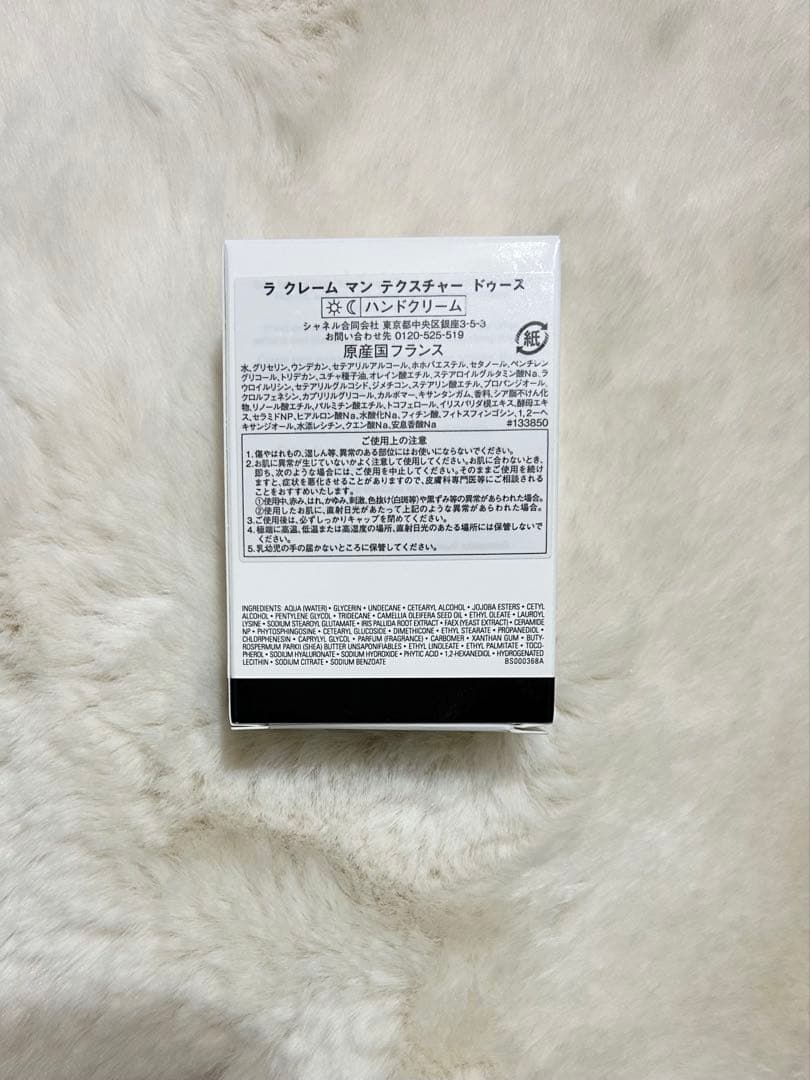 ラ クレーム マン テクスチャー ドゥース
ハンドクリーム
シャネル合同会社 東京都中央区銀座3-5-3
お問い合わせ先 0120-525-519
紙
原産国フランス
水、グリセリン、ウンデカン、セテアリルアルコール、ホホバエステル、セタノール、ペンチレン
グリコール、トリデカン、ユチャ種子油、オレイン酸エチル、ステアロイルグルタミン酸Na、ラ
ウロイルリシン、セテアリルグルコシド、ジメチコン、ステアリン酸エチル、プロパンジオール、
クロルフェネシン、カプリリルグリコール、カルボマー、キサンタンガム、香料、シア脂不けん化
物、リノール酸エチル、パルミチン酸エチル、トコフェロール、イリスパリダ根エキス、酵母エキ
ス、セラミドNP、ヒアルロン酸Na、水酸化Na、フィチン酸、フィトスフィンゴシン、1,2-ヘ
キサンジオール、水添レシチン、クエン酸Na、安息香酸Na #133850
ご使用上の注意
1. 傷やはれもの、湿しん等、異常のある部位にはお使いにならないでください。
2. お肌に異常が生じていないかよく注意して使用してください。お肌に合わないとき、
即ち、次のような場合には、ご使用を中止してください。そのままご使用を続け
ますと、症状を悪化させることがありますので、皮膚科専門医等にご相談される
ことをおすすめいたします。
①使用中、赤み、はれ、かゆみ、刺激、色抜け(白斑等)や黒ずみ等の異常があらわれた場合。
②使用したお肌に、直射日光があたって上記のような異常があらわれた場合。
3. ご使用後は、必ずしっかりキャップを閉めてください。
4. 極端に高温、低温または高湿度の場所、直射日光のあたる場所には保管しないで
ください。
5. 乳幼児の手の届かないところに保管してください。
INGREDIENTS: AQUA (WATER) • GLYCERIN • UNDECANE • CETEARYL ALCOHOL • JOJOBA ESTERS • CETYL
ALCOHOL • PENTYLENE GLYCOL • TRIDECANE • CAMELLIA OLEIFERA SEED OIL • ETHYL OLEATE • LAUROYL
LYSINE • SODIUM STEAROYL GLUTAMATE • IRIS PALLIDA ROOT EXTRACT • FAEX (YEAST EXTRACT) • CERAMIDE
NP • PHYTOSPHINGOSINE • CETEARYL GLUCOSIDE • DIMETHICONE • ETHYL STEARATE • PROPANEDIOL •
CHLORPHENESIN • CAPRYLYL GLYCOL • PARFUM (FRAGRANCE) • CARBOMER • XANTHAN GUM • BUTY-
ROSPERMUM PARKII (SHEA) BUTTER UNSAPONIFIABLES • ETHYL LINOLEATE • ETHYL PALMITATE • TOCO-
PHEROL • SODIUM HYALURONATE • SODIUM HYDROXIDE • PHYTIC ACID • 1,2-HEXANEDIOL • HYDROGENATED
LECITHIN • SODIUM CITRATE • SODIUM BENZOATE BS000368A